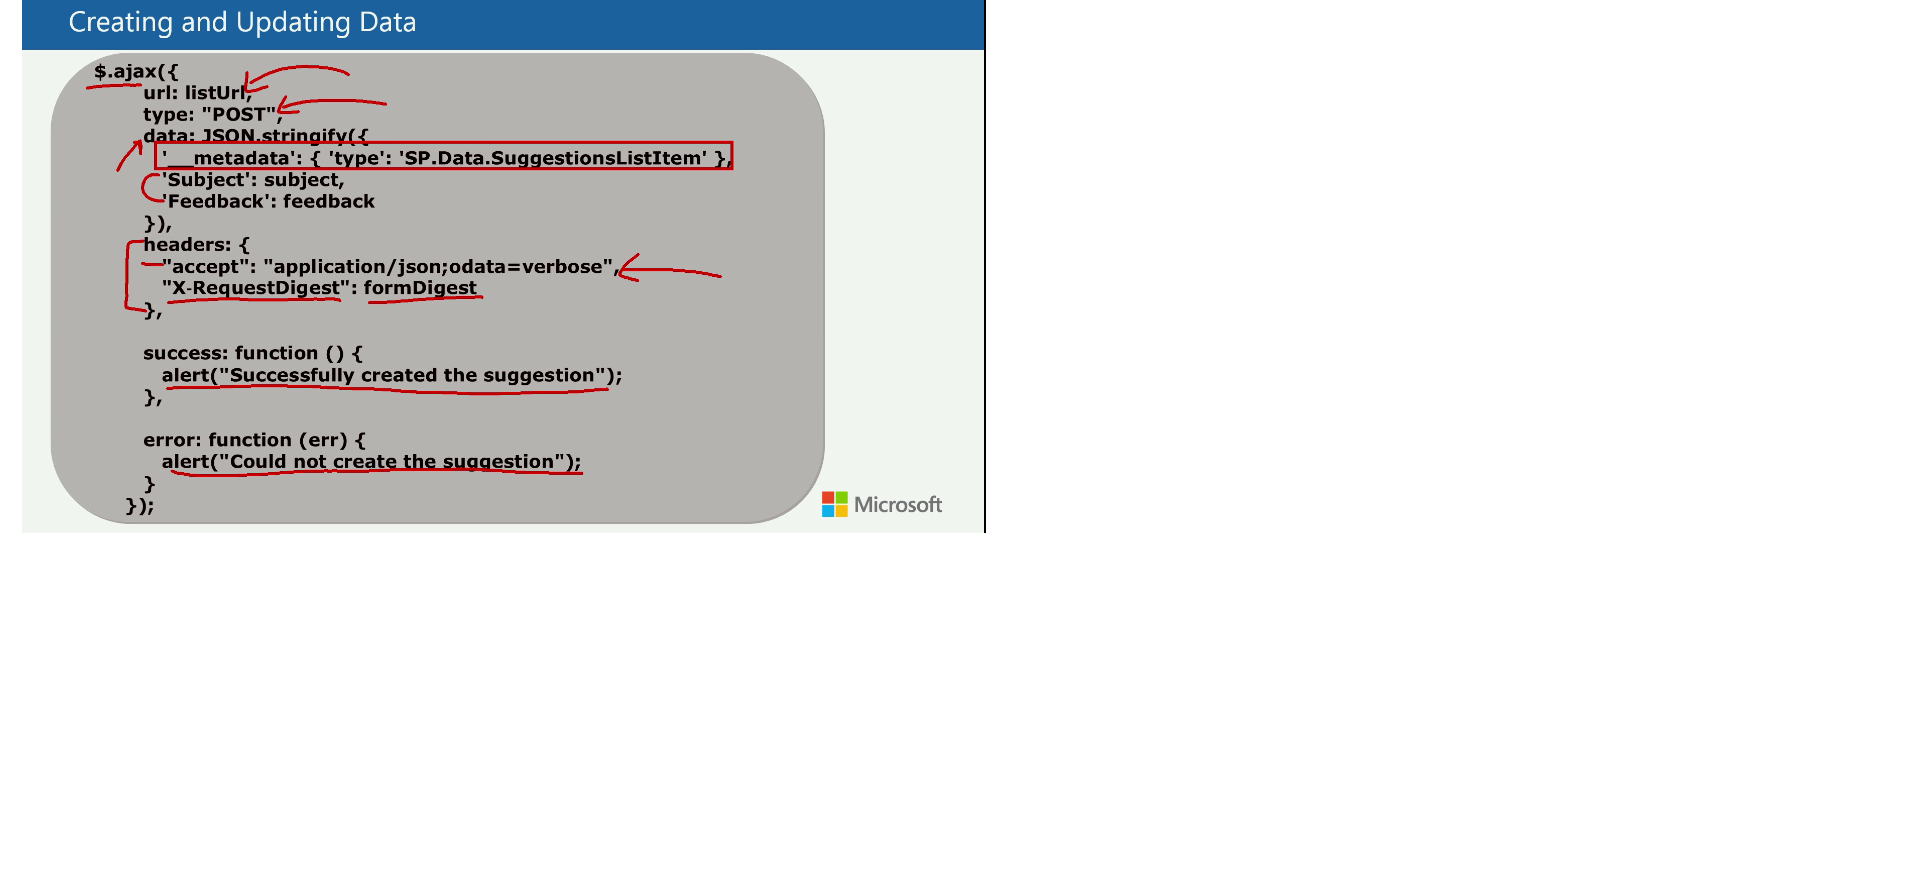 Creating and Updating Data
$.ajax({
url: listUrl,
type: "POST",
data: JSON.stringify({
'__metadata': { 'type': 'SP.Data.SuggestionsListItem' },
'Subject': subject,
'Feedback': feedback
}),
headers: {
"accept": "application/json;odata=verbose",
"X-RequestDigest": formDigest
},
success: function () {
alert("Successfully created the suggestion");
},
error: function (err) {
alert("Could not create the suggestion");
}
});
Microsoft